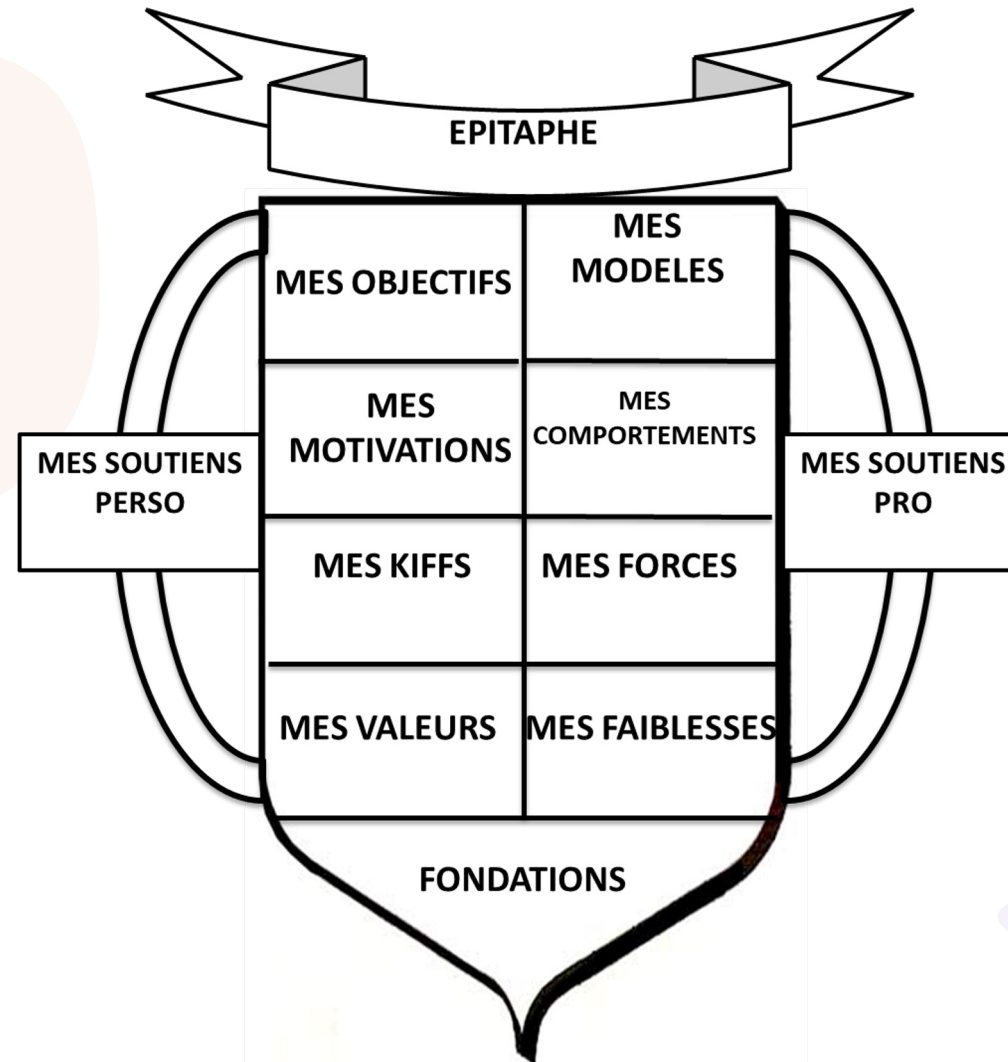 EPITAPHE
MES OBJECTIFS
MES
MODELES
MES
MOTIVATIONS
MES
COMPORTEMENTS
MES SOUTIENS
PERSO
MES SOUTIENS
PRO
MES KIFFS
MES FORCES
MES VALEURS
MES FAIBLESSES
FONDATIONS